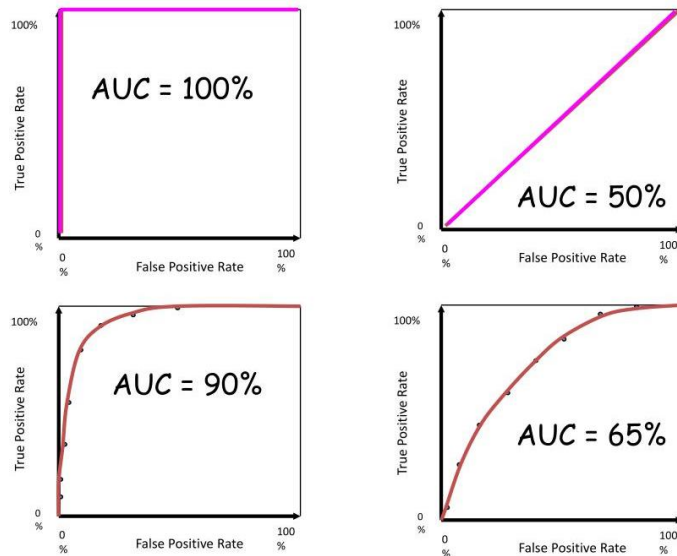 100%
True Positive Rate
AUC = 100%
0
%
0
%
False Positive Rate
100
%
100%
True Positive Rate
AUC = 50%
0
%
0
%
False Positive Rate
100
%
100%
True Positive Rate
AUC = 90%
0
%
0
%
False Positive Rate
100
%
100%
True Positive Rate
AUC = 65%
0
%
0
%
False Positive Rate
100
%